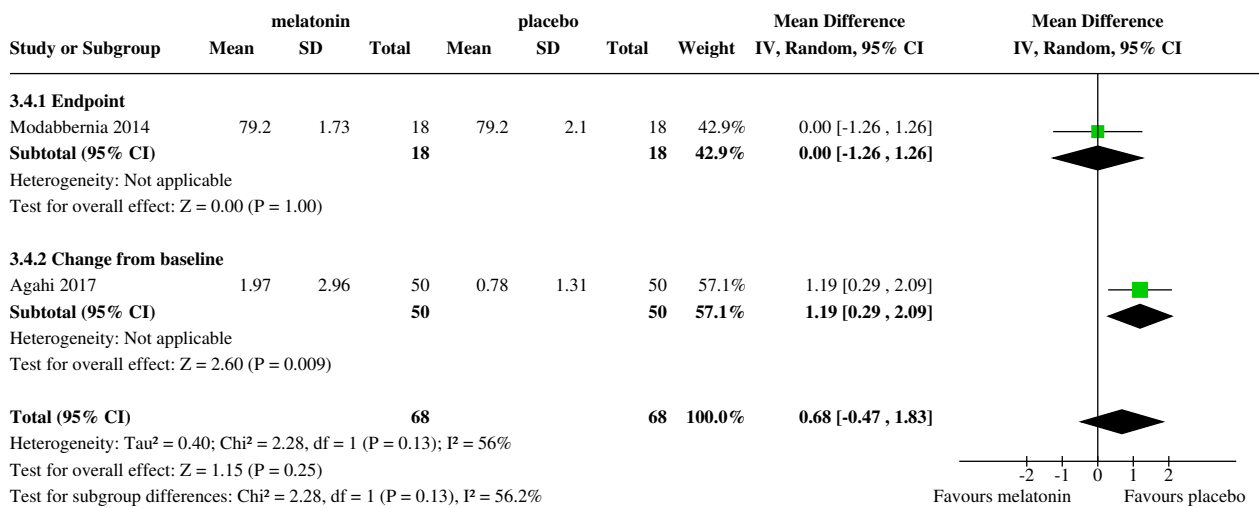 melatonin placebo Mean Difference Mean Difference
Study or Subgroup Mean SD Total Mean SD Total Weight IV, Random, 95% CI IV, Random, 95% CI
3.4.1 Endpoint
Modabbernia 2014 79.2 1.73 18 79.2 2.1 18 42.9% 0.00 [-1.26 , 1.26]
Subtotal (95% CI) 18 18 42.9% 0.00 [-1.26 , 1.26]
Heterogeneity: Not applicable
Test for overall effect: Z = 0.00 (P = 1.00)
3.4.2 Change from baseline
Agahi 2017 1.97 2.96 50 0.78 1.31 50 57.1% 1.19 [0.29 , 2.09]
Subtotal (95% CI) 50 50 57.1% 1.19 [0.29 , 2.09]
Heterogeneity: Not applicable
Test for overall effect: Z = 2.60 (P = 0.009)
Total (95% CI) 68 68 100.0% 0.68 [-0.47 , 1.83]
Heterogeneity: Tau² = 0.40; Chi² = 2.28, df = 1 (P = 0.13); I² = 56%
Test for overall effect: Z = 1.15 (P = 0.25)
-2 -1 0 1 2
Test for subgroup differences: Chi² = 2.28, df = 1 (P = 0.13), I² = 56.2% Favours melatonin Favours placebo